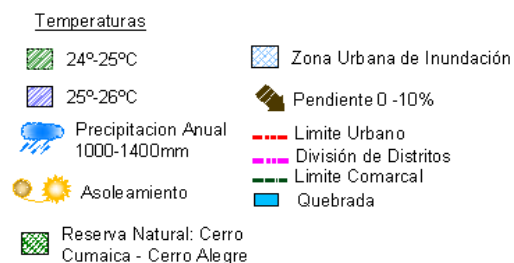 Temperaturas
24º-25ºC
25º-26ºC
Precipitacion Anual
1000-1400mm
Asoleamiento
Reserva Natural: Cerro
Cumaica - Cerro Alegre
Zona Urbana de Inundación
Pendiente 0 -10%
Limite Urbano
División de Distritos
Limite Comarcal
Quebrada